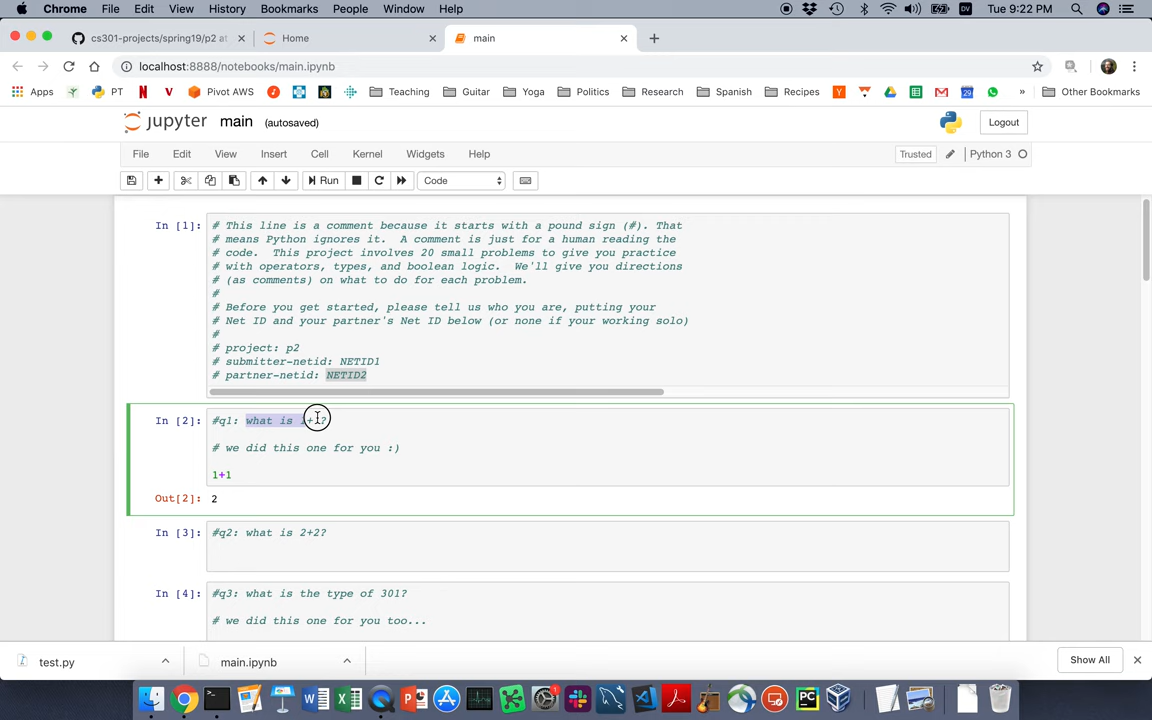 Chrome File Edit View History Bookmarks People Window Help DV Tue 9:22 PM
cs301-projects/spring19/p2 at Home main
localhost:8888/notebooks/main.ipynb
Apps PT Pivot AWS Teaching Guitar Yoga Politics Research Spanish Recipes 29 » Other Bookmarks
jupyter main (autosaved) Logout
File Edit View Insert Cell Kernel Widgets Help Trusted Python 3
Run Code
In [1]: # This line is a comment because it starts with a pound sign (#). That
# means Python ignores it. A comment is just for a human reading the
# code. This project involves 20 small problems to give you practice
# with operators, types, and boolean logic. We'll give you directions
# (as comments) on what to do for each problem.
#
# Before you get started, please tell us who you are, putting your
# Net ID and your partner's Net ID below (or none if your working solo)
#
# project: p2
# submitter-netid: NETID1
# partner-netid: NETID2
In [2]: #q1: what is 1+1?
# we did this one for you :)
1+1
Out[2]: 2
In [3]: #q2: what is 2+2?
In [4]: #q3: what is the type of 301?
# we did this one for you too...
test.py main.ipynb Show All